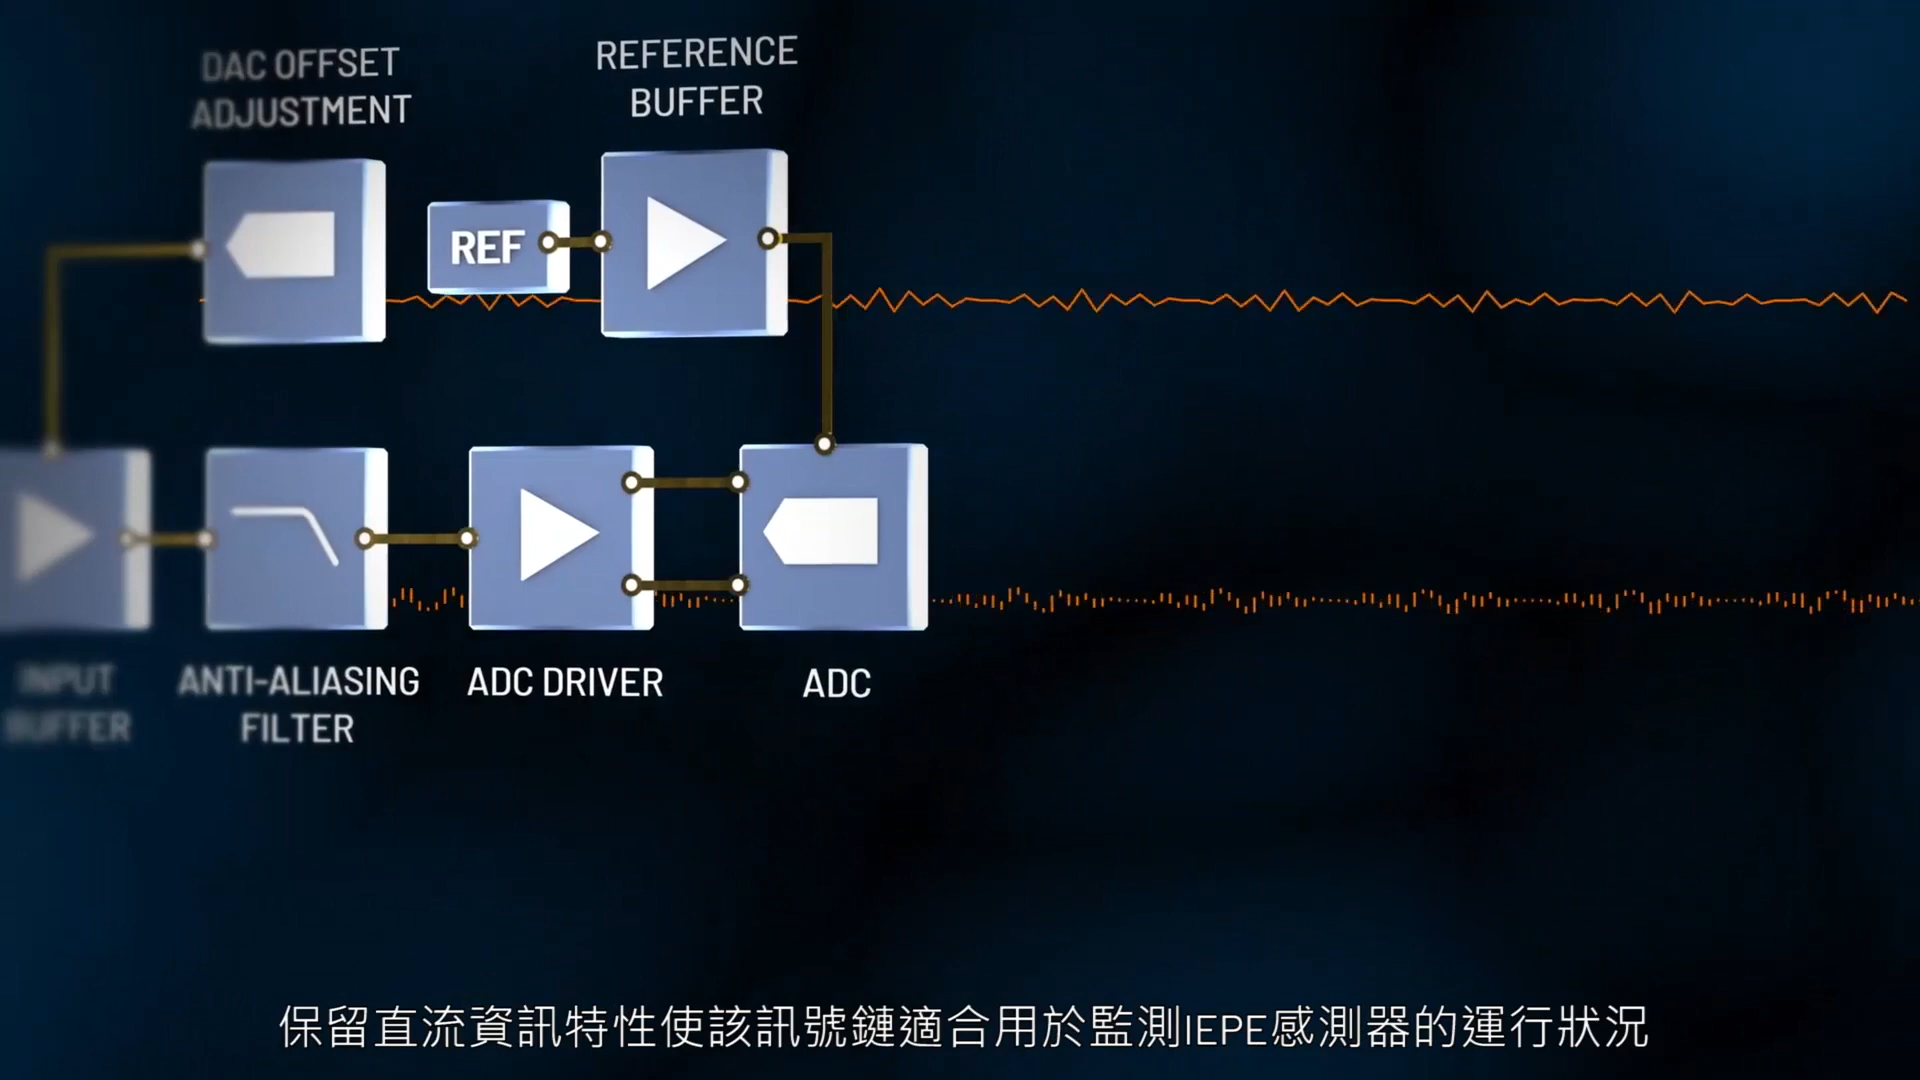 DAC OFFSET
ADJUSTMENT
REFERENCE
BUFFER
REF
INPUT
BUFFER
ANTI-ALIASING
FILTER
ADC DRIVER
ADC
保留直流資訊特性使該訊號鏈適合用於監測IEPE感測器的運行狀況